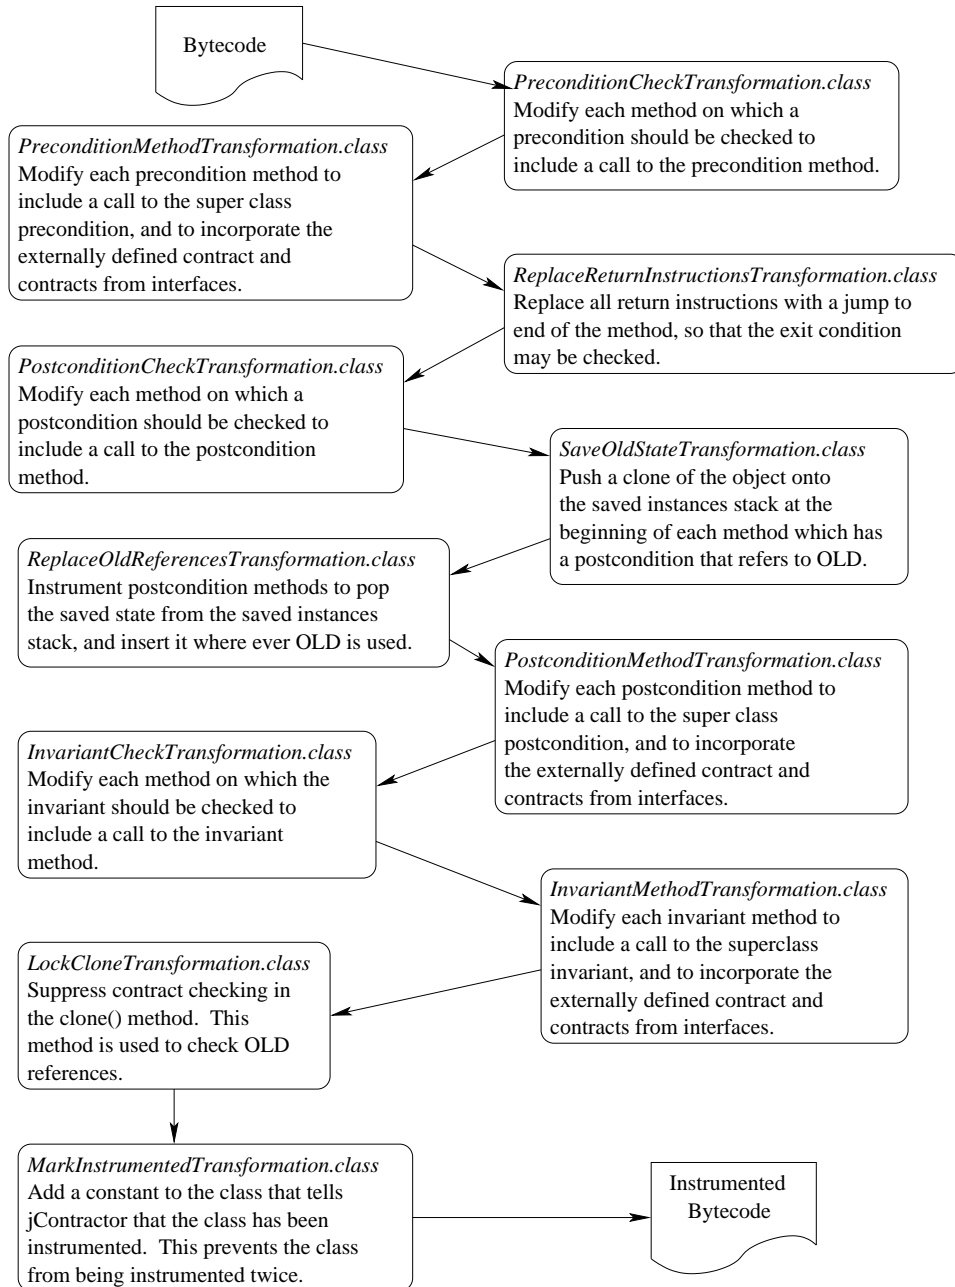 Bytecode
PreconditionCheckTransformation.class
Modify each method on which a
precondition should be checked to
include a call to the precondition method.
PreconditionMethodTransformation.class
Modify each precondition method to
include a call to the super class
precondition, and to incorporate the
externally defined contract and
contracts from interfaces.
ReplaceReturnInstructionsTransformation.class
Replace all return instructions with a jump to
end of the method, so that the exit condition
may be checked.
PostconditionCheckTransformation.class
Modify each method on which a
postcondition should be checked to
include a call to the postcondition
method.
SaveOldStateTransformation.class
Push a clone of the object onto
the saved instances stack at the
beginning of each method which has
a postcondition that refers to OLD.
ReplaceOldReferencesTransformation.class
Instrument postcondition methods to pop
the saved state from the saved instances
stack, and insert it where ever OLD is used.
PostconditionMethodTransformation.class
Modify each postcondition method to
include a call to the super class
postcondition, and to incorporate
the externally defined contract and
contracts from interfaces.
InvariantCheckTransformation.class
Modify each method on which the
invariant should be checked to
include a call to the invariant
method.
InvariantMethodTransformation.class
Modify each invariant method to
include a call to the superclass
invariant, and to incorporate the
externally defined contract and
contracts from interfaces.
LockCloneTransformation.class
Suppress contract checking in
the clone() method.  This
method is used to check OLD
references.
MarkInstrumentedTransformation.class
Add a constant to the class that tells
jContractor that the class has been
instrumented.  This prevents the class
from being instrumented twice.
Instrumented
Bytecode